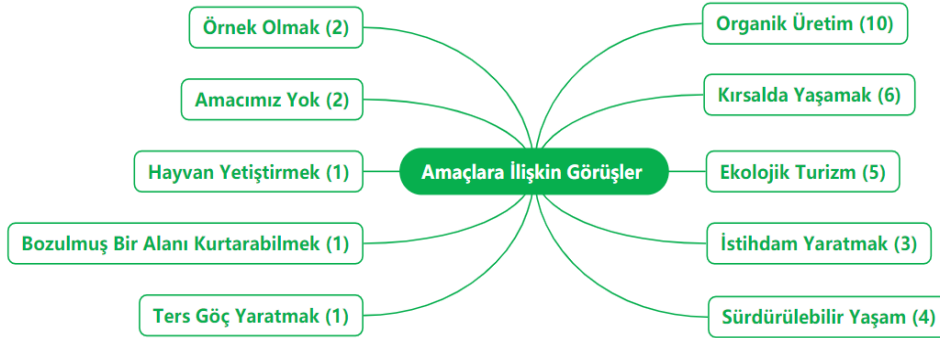 Örnek Olmak (2)
Amacımız Yok (2)
Hayvan Yetiştirmek (1)
Bozulmuş Bir Alanı Kurtarabilmek (1)
Ters Göç Yaratmak (1)
Amaçlara İlişkin Görüşler
Organik Üretim (10)
Kırsalda Yaşamak (6)
Ekolojik Turizm (5)
İstihdam Yaratmak (3)
Sürdürülebilir Yaşam (4)